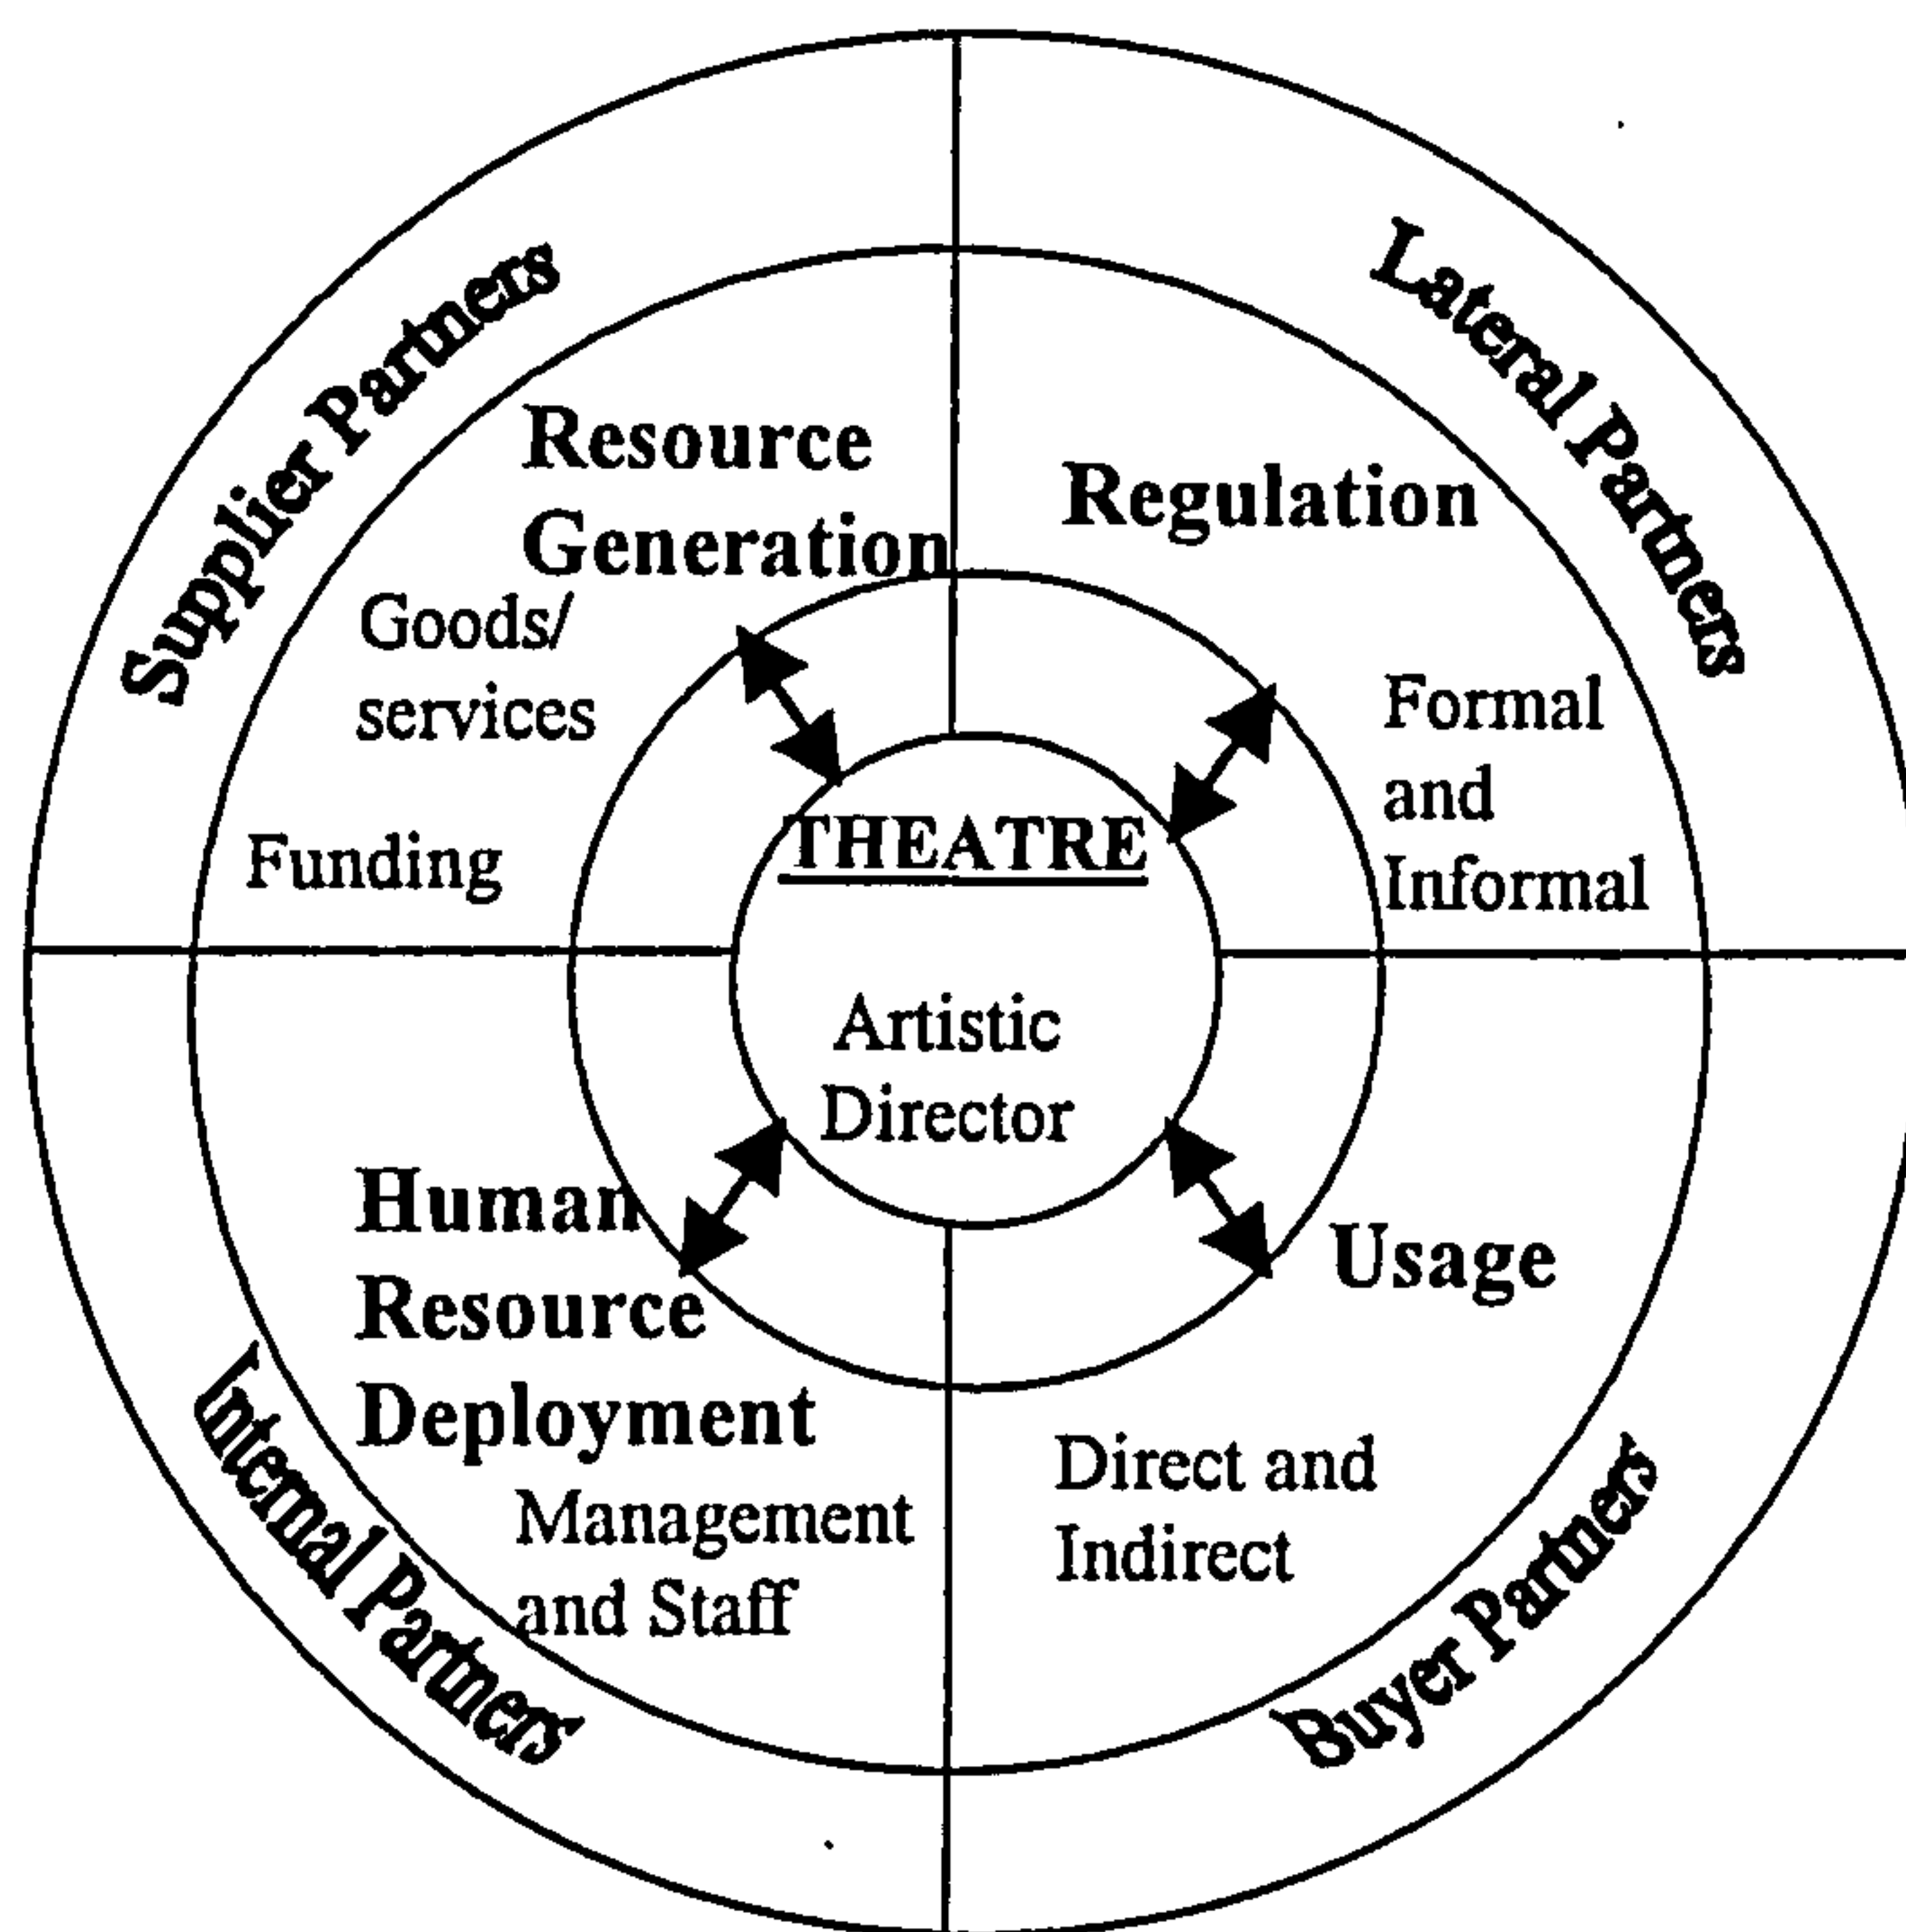 Supplier Partners
Lateral Partners
Resource
Generation
Goods/
services
Funding
Regulation
Formal
and
Informal
THEATRE
Artistic
Director
Human
Resource
Deployment
Management
and Staff
Usage
Direct and
Indirect
Internal Partners
Buyer Partners